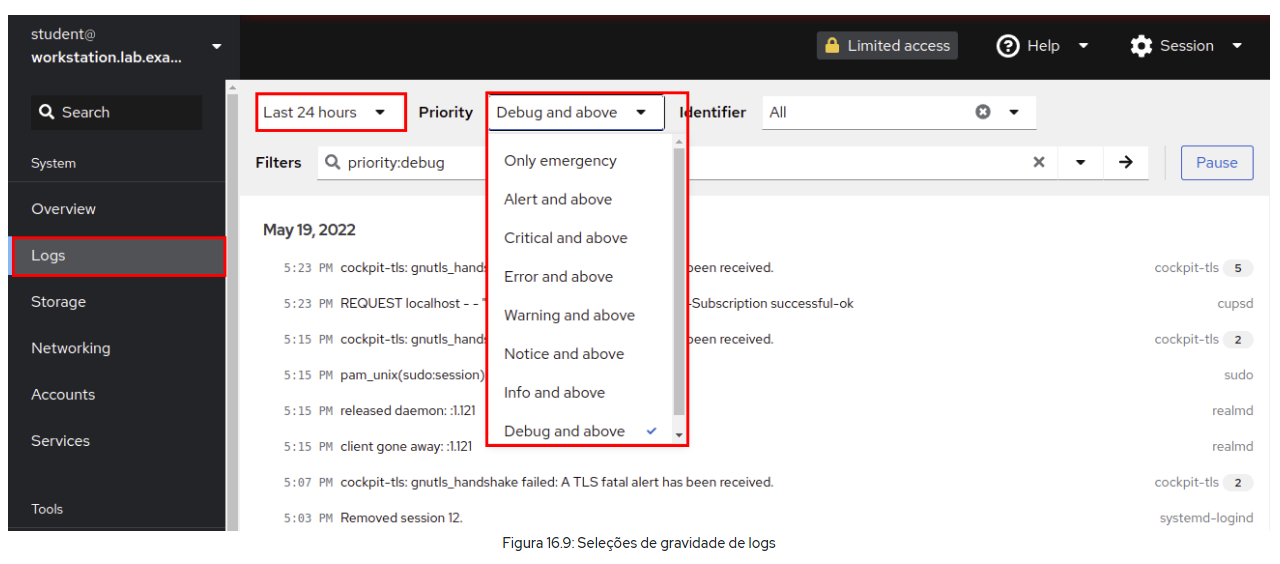 student@
workstation.lab.exa...
Limited access
Help
Session
Search
System
Overview
Logs
Storage
Networking
Accounts
Services
Tools
Last 24 hours
Priority
Debug and above
Identifier
All
Filters
priority:debug
Pause
Only emergency
Alert and above
Critical and above
Error and above
Warning and above
Notice and above
Info and above
Debug and above
May 19, 2022
5:23 PM cockpit-tls: gnutls_hands been received. cockpit-tls 5
5:23 PM REQUEST localhost - - " -Subscription successful-ok cupsd
5:15 PM cockpit-tls: gnutls_hands been received. cockpit-tls 2
5:15 PM pam_unix(sudo:session) sudo
5:15 PM released daemon: :1.121 realmd
5:15 PM client gone away: :1.121 realmd
5:07 PM cockpit-tls: gnutls_handshake failed: A TLS fatal alert has been received. cockpit-tls 2
5:03 PM Removed session 12. systemd-logind
Figura 16.9: Seleções de gravidade de logs